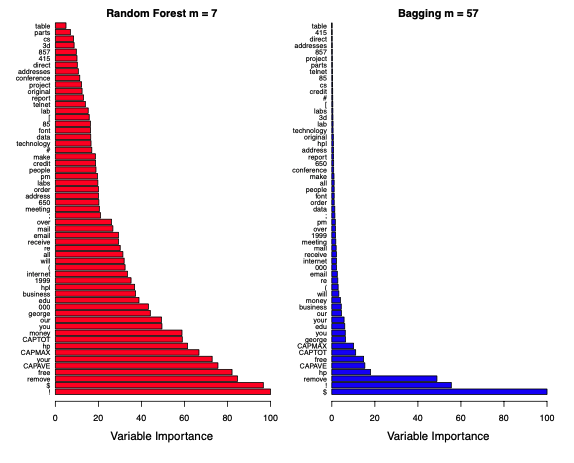 Random Forest m = 7
table
parts
cs
3d
857
415
direct
addresses
conference
project
original
report
telnet
lab
[
85
font
data
technology
#
make
credit
people
pm
labs
order
address
650
meeting
;
over
mail
email
receive
re
all
will
(
internet
1999
hpl
business
edu
000
george
our
you
money
CAPTOT
hp
CAPMAX
your
CAPAVE
free
remove
$
!
0 20 40 60 80 100
Variable Importance
Bagging m = 57
table
415
direct
addresses
857
project
parts
telnet
85
cs
credit
#
[
labs
3d
lab
technology
original
hpl
address
report
650
conference
make
all
people
font
order
data
;
pm
over
1999
meeting
mail
receive
internet
000
email
re
(
will
money
business
our
your
edu
you
george
CAPMAX
CAPTOT
free
CAPAVE
hp
remove
!
$
0 20 40 60 80 100
Variable Importance